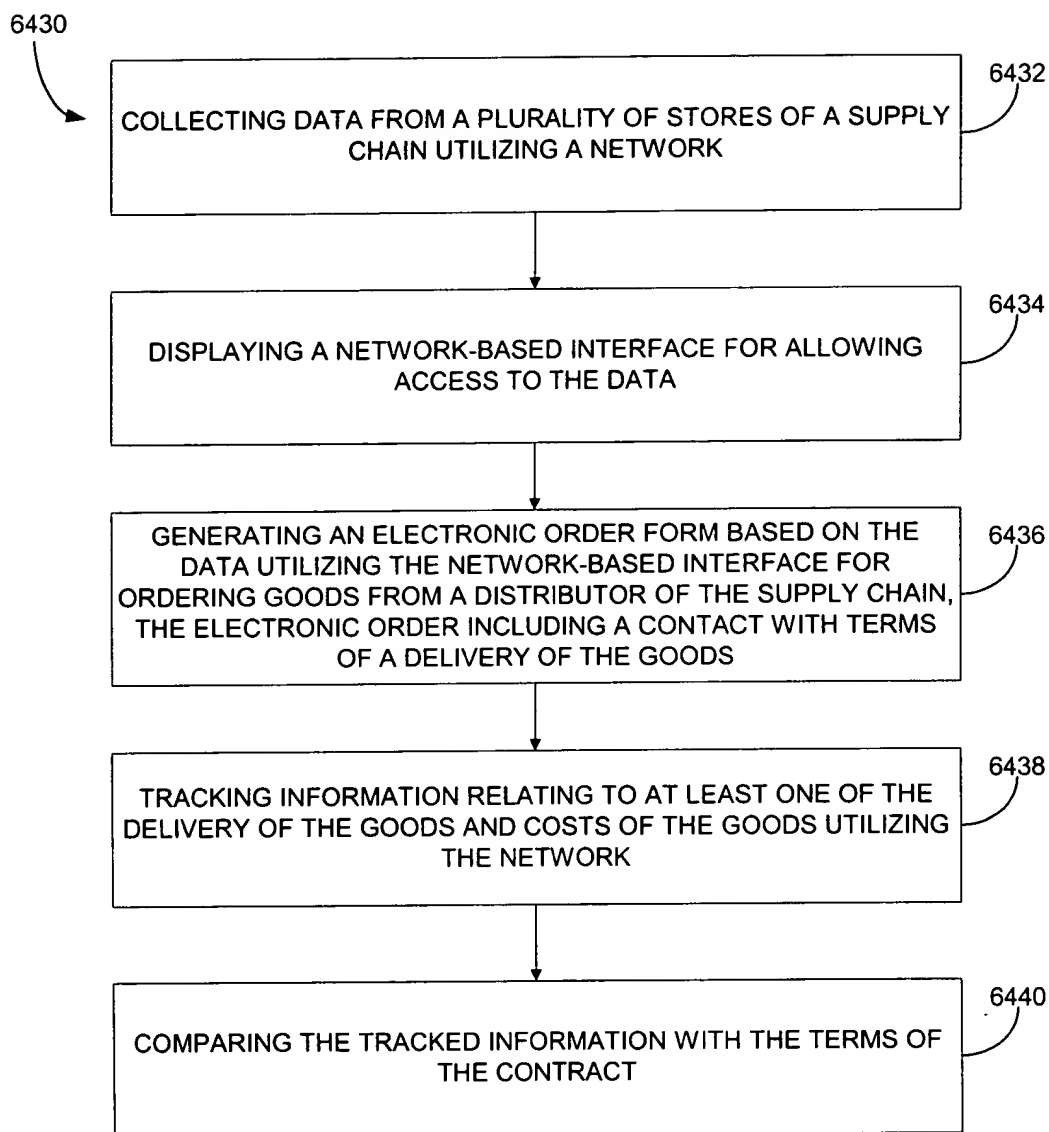 6430
6432
COLLECTING DATA FROM A PLURALITY OF STORES OF A SUPPLY
CHAIN UTILIZING A NETWORK
6434
DISPLAYING A NETWORK-BASED INTERFACE FOR ALLOWING
ACCESS TO THE DATA
6436
GENERATING AN ELECTRONIC ORDER FORM BASED ON THE
DATA UTILIZING THE NETWORK-BASED INTERFACE FOR
ORDERING GOODS FROM A DISTRIBUTOR OF THE SUPPLY CHAIN,
THE ELECTRONIC ORDER INCLUDING A CONTACT WITH TERMS
OF A DELIVERY OF THE GOODS
6438
TRACKING INFORMATION RELATING TO AT LEAST ONE OF THE
DELIVERY OF THE GOODS AND COSTS OF THE GOODS UTILIZING
THE NETWORK
6440
COMPARING THE TRACKED INFORMATION WITH THE TERMS OF
THE CONTRACT